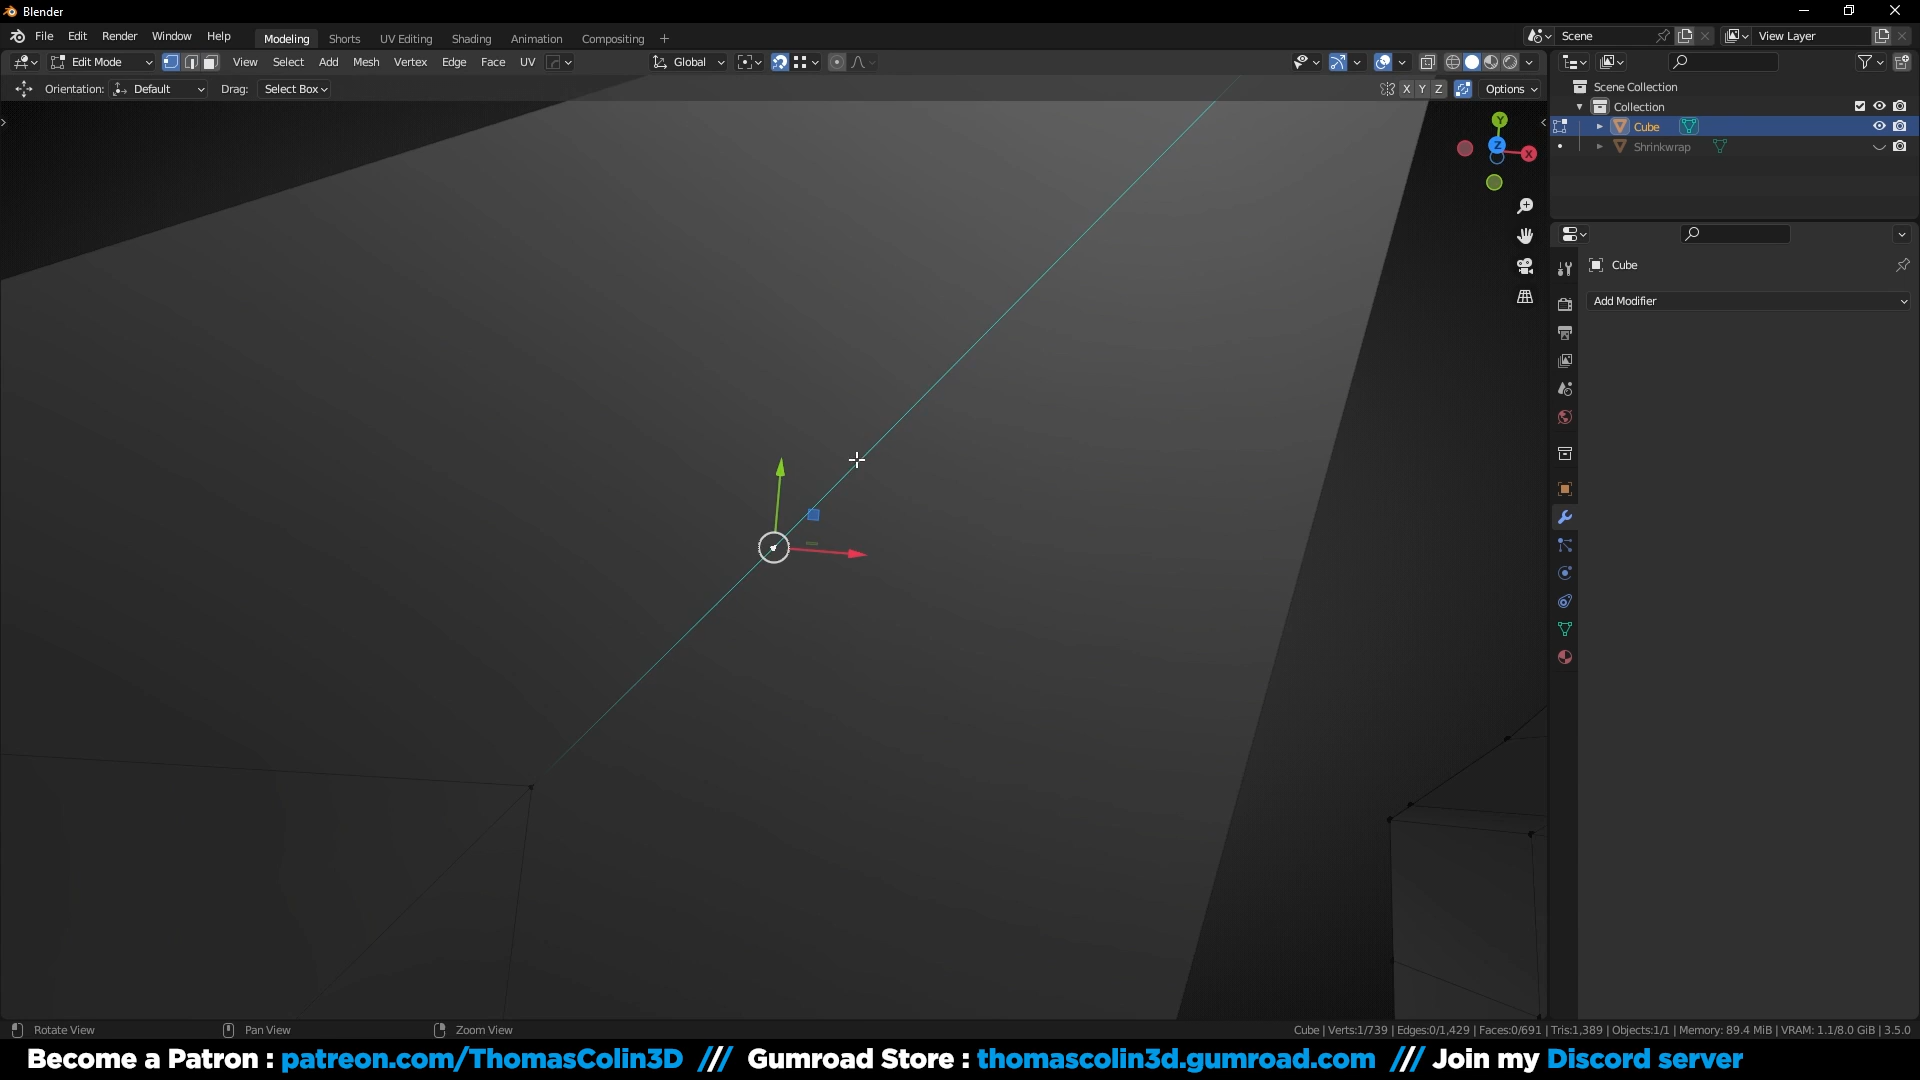 Blender
File Edit Render Window Help
Modeling Shorts UV Editing Shading Animation Compositing +
Scene
View Layer
Edit Mode View Select Add Mesh Vertex Edge Face UV
Global
Orientation: Default Drag: Select Box
X Y Z Options
Scene Collection
Collection
Cube
Shrinkwrap
Y
Z
X
Cube
Add Modifier
Rotate View Pan View Zoom View
Cube | Verts:1/739 | Edges:0/1,429 | Faces:0/691 | Tris:1,389 | Objects:1/1 | Memory: 89.4 MiB | VRAM: 1.1/8.0 GiB | 3.5.0
Become a Patron : patreon.com/ThomasColin3D /// Gumroad Store : thomascolin3d.gumroad.com /// Join my Discord server